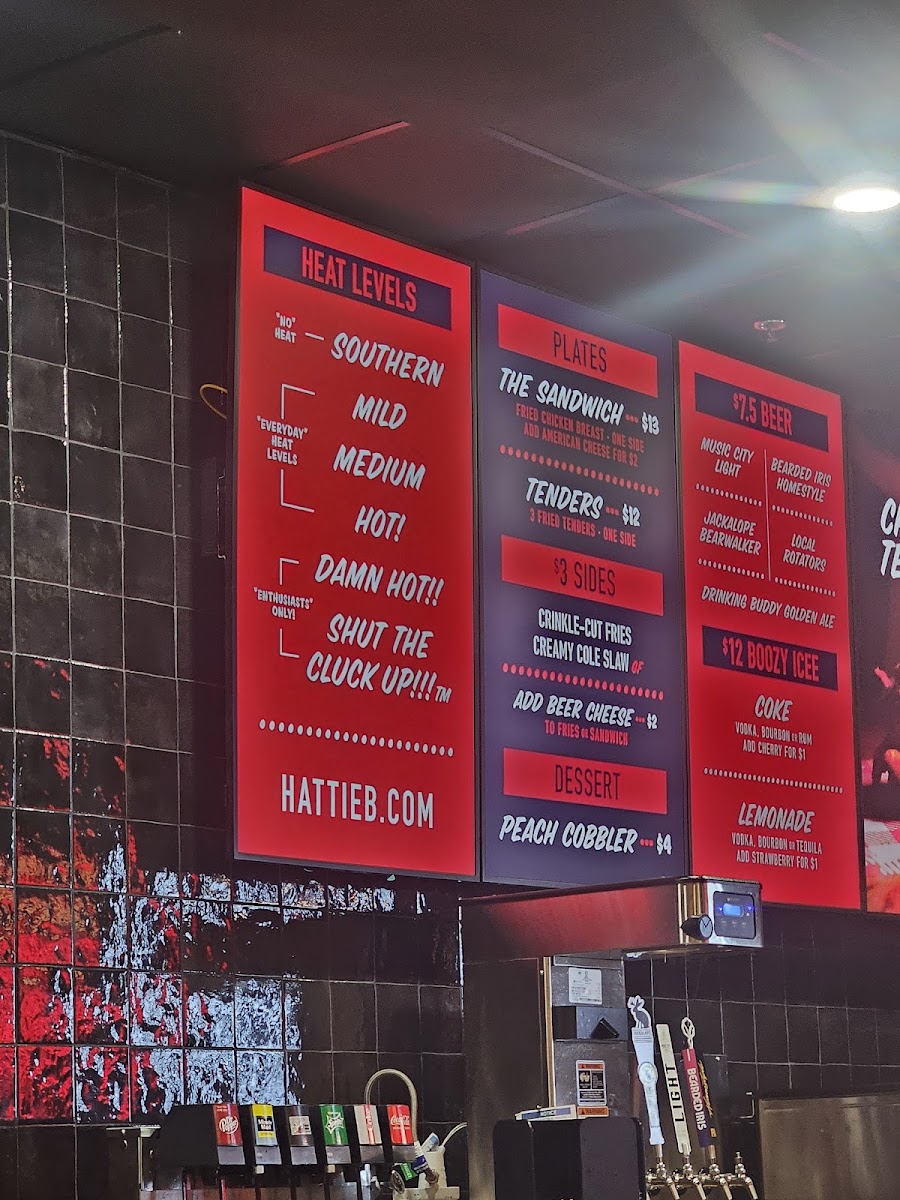 HEAT LEVELS
"NO" HEAT
SOUTHERN
"EVERYDAY" HEAT LEVELS
MILD
MEDIUM
HOT!
"ENTHUSIASTS" ONLY!
DAMN HOT!!
SHUT THE
CLUCK UP!!!™
HATTIEB.COM
PLATES
THE SANDWICH ··· $13
FRIED CHICKEN BREAST - ONE SIDE
ADD AMERICAN CHEESE FOR $2
TENDERS ··· $12
3 FRIED TENDERS - ONE SIDE
$3 SIDES
CRINKLE-CUT FRIES
CREAMY COLE SLAW GF
ADD BEER CHEESE ··· $2
TO FRIES OR SANDWICH
DESSERT
PEACH COBBLER ··· $4
$7.5 BEER
MUSIC CITY
LIGHT
BEARDED IRIS
HOMESTYLE
JACKALOPE
BEARWALKER
LOCAL
ROTATORS
DRINKING BUDDY GOLDEN ALE
$12 BOOZY ICEE
COKE
VODKA, BOURBON OR RUM
ADD CHERRY FOR $1
LEMONADE
VODKA, BOURBON OR TEQUILA
ADD STRAWBERRY FOR $1
LIGHT
BEARDED IRIS
Dr Pepper
Coca-Cola